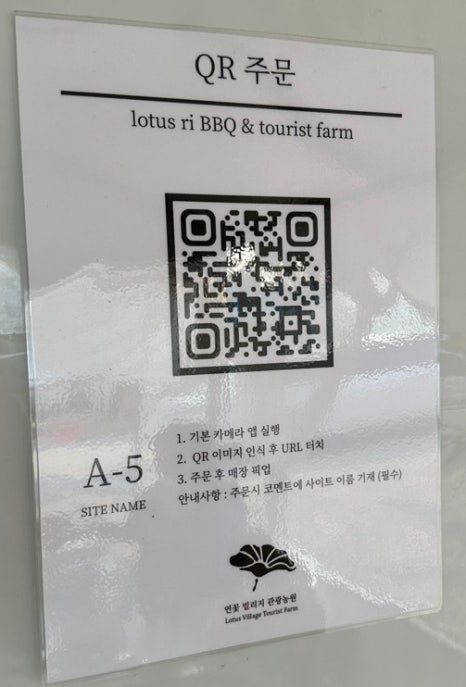 QR 주문
lotus ri BBQ & tourist farm
1. 기본 카메라 앱 실행
2. QR 이미지 인식 후 URL 터치
3. 주문 후 매장 픽업
안내사항 : 주문시 코멘트에 사이트 이름 기재 (필수)
A-5
SITE NAME
연꽃 빌리지 관광농원
Lotus Village Tourist Farm